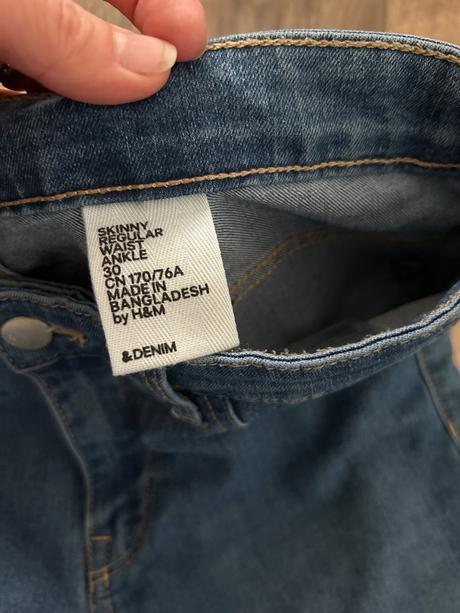 SKINNY
REGULAR
WAIST
ANKLE
30
CN 170/76A
MADE IN
BANGLADESH
by H&M
&DENIM